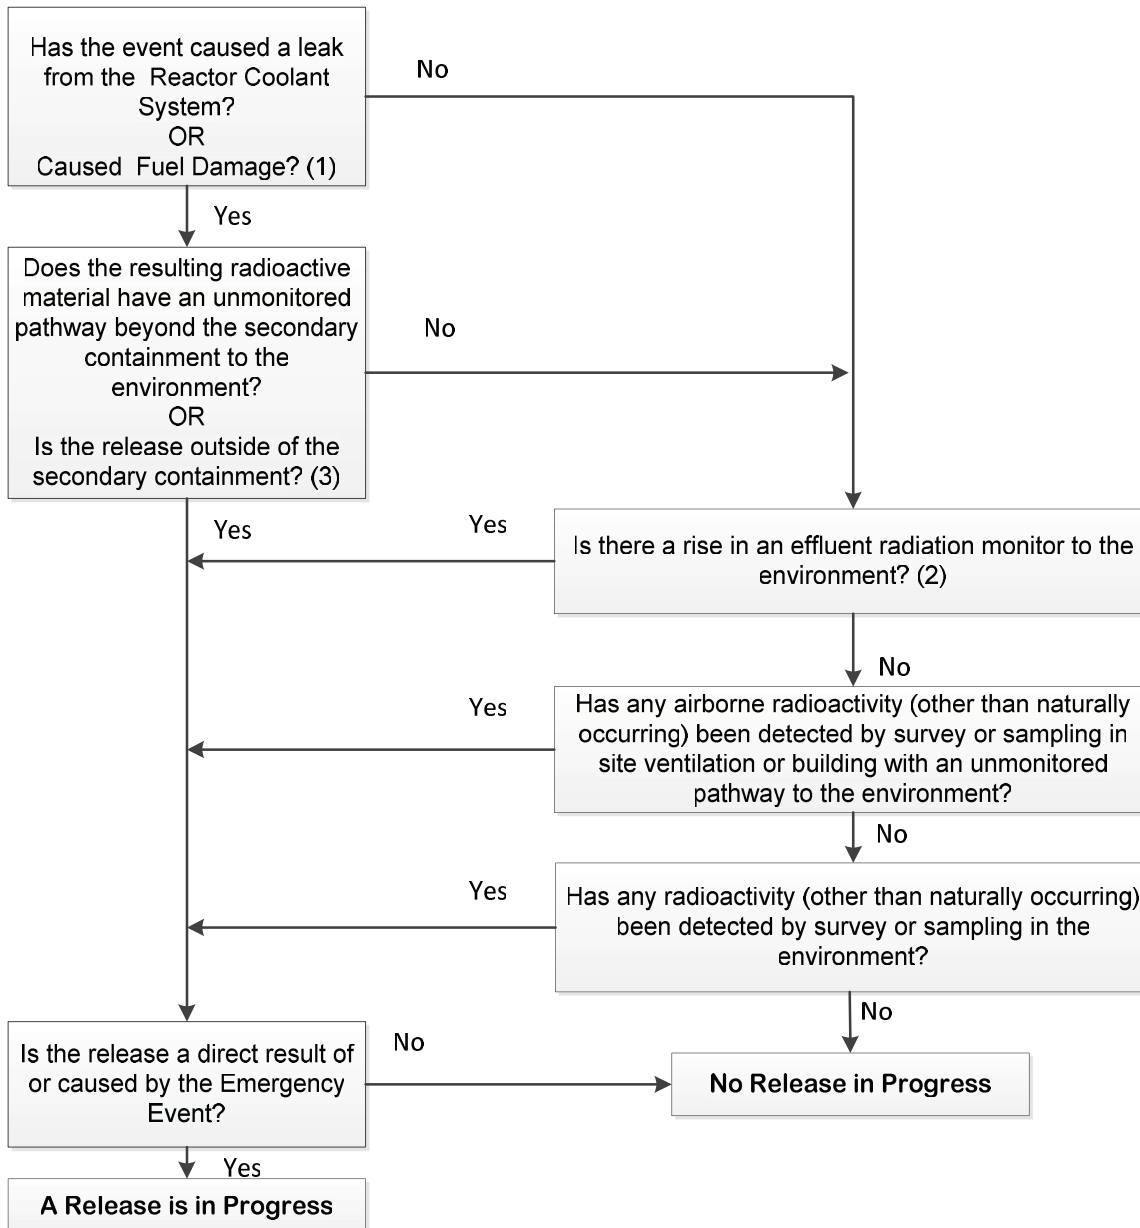 Has the event caused a leak
from the Reactor Coolant
System?
OR
Caused Fuel Damage? (1)
No
Yes
Does the resulting radioactive
material have an unmonitored
pathway beyond the secondary
containment to the
environment?
OR
Is the release outside of the
secondary containment? (3)
No
Yes
Yes
Is there a rise in an effluent radiation monitor to the
environment? (2)
No
Yes
Has any airborne radioactivity (other than naturally
occurring) been detected by survey or sampling in
site ventilation or building with an unmonitored
pathway to the environment?
No
Yes
Has any radioactivity (other than naturally occurring)
been detected by survey or sampling in the
environment?
No
Is the release a direct result of
or caused by the Emergency
Event?
No
No Release in Progress
Yes
A Release is in Progress